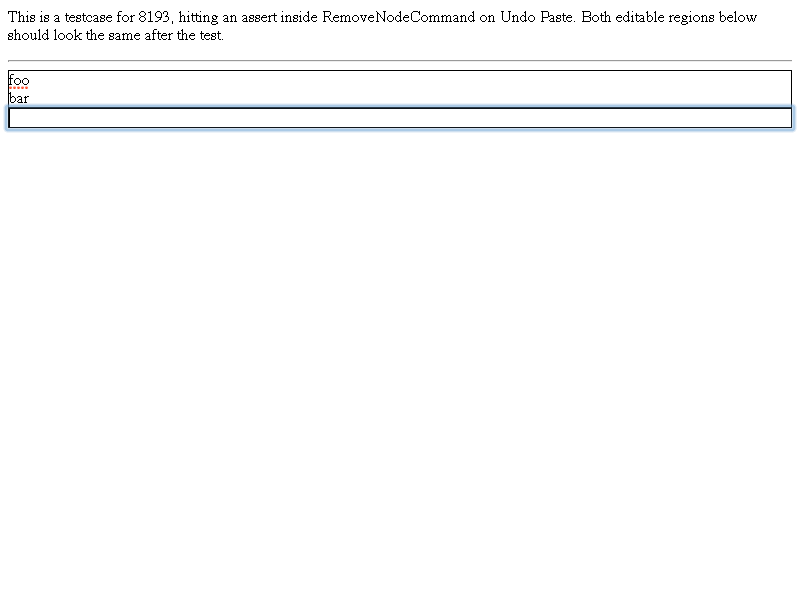 This is a testcase for 8193, hitting an assert inside RemoveNodeCommand on Undo Paste. Both editable regions below
should look the same after the test.
foo
bar